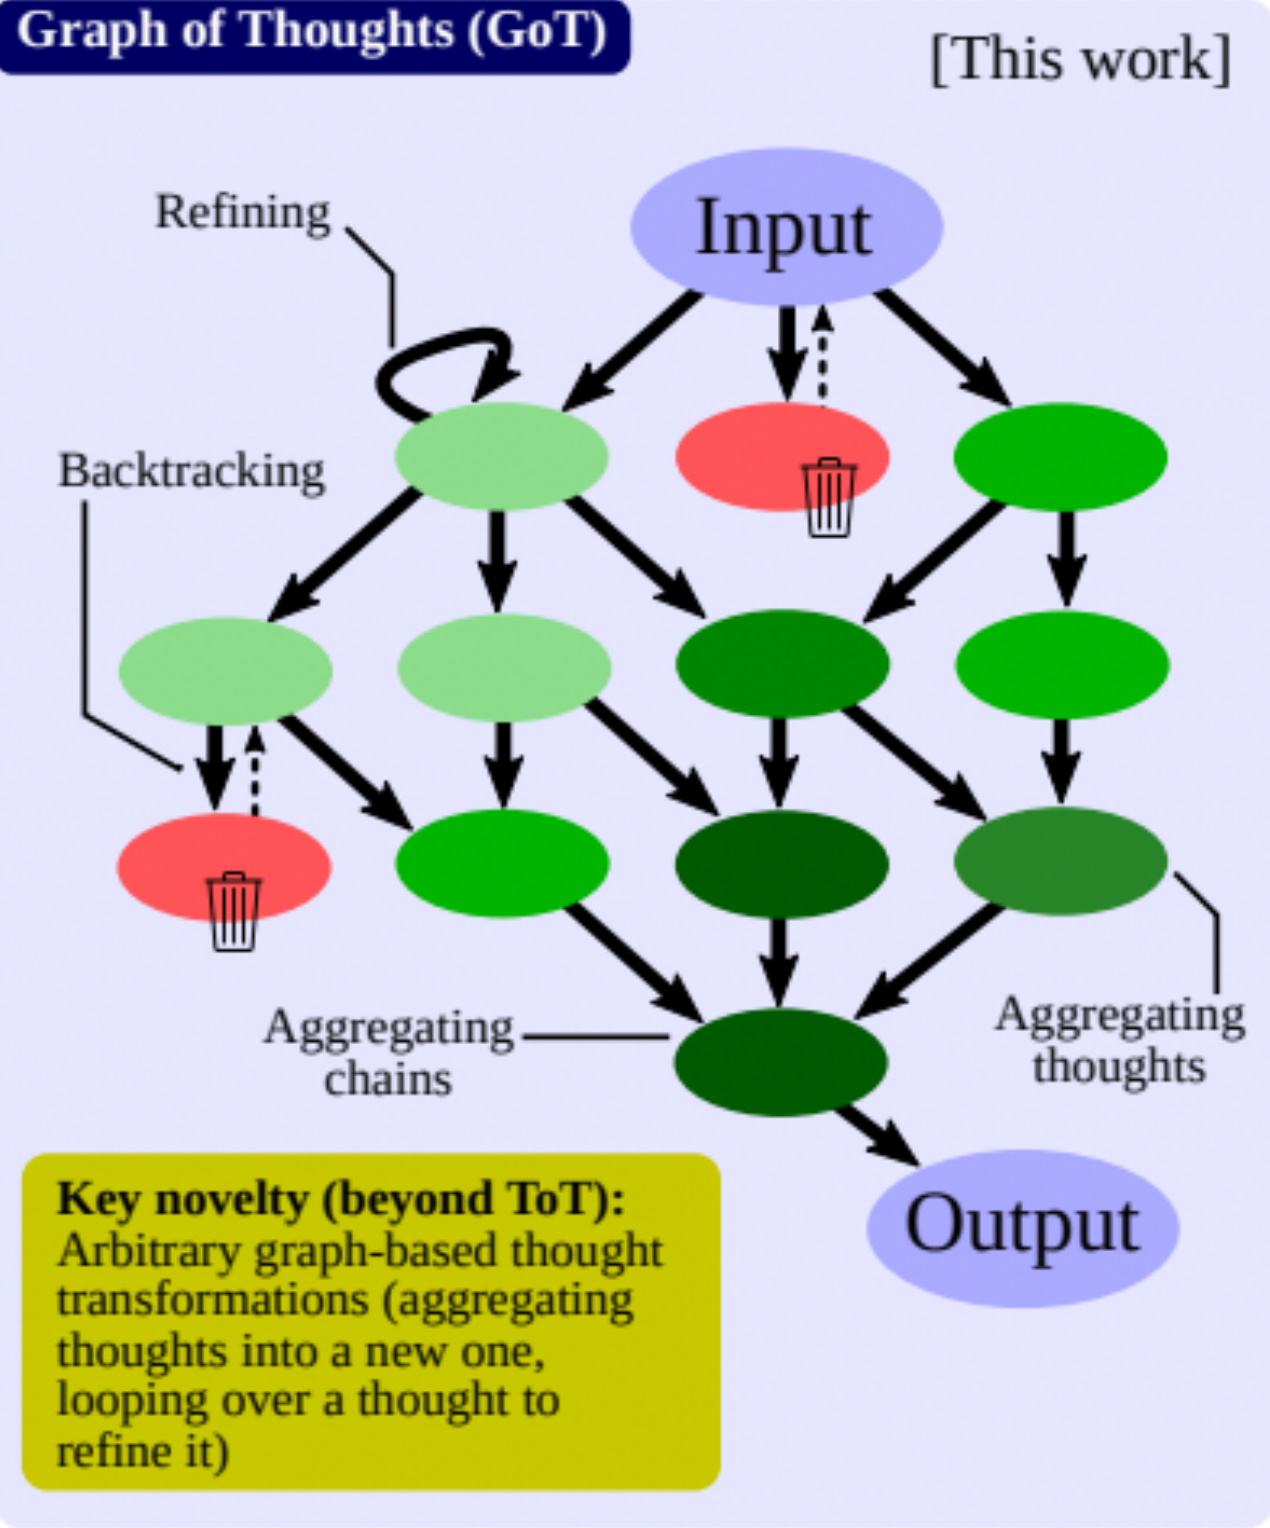 Graph of Thoughts (GoT)
[This work]
Input
Refining
Backtracking
Aggregating
chains
Aggregating
thoughts
Output
Key novelty (beyond ToT):
Arbitrary graph-based thought
transformations (aggregating
thoughts into a new one,
looping over a thought to
refine it)